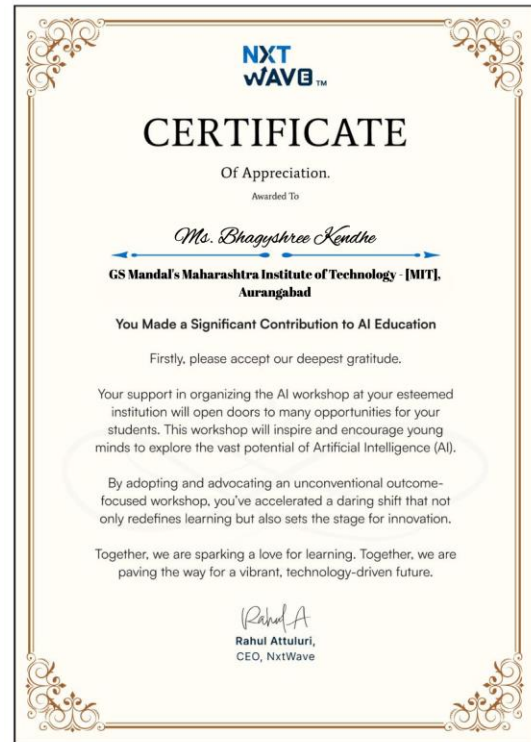 NXT
WAVE™
CERTIFICATE
Of Appreciation.
Awarded To
Ms. Bhagyshree Kendhe
GS Mandal's Maharashtra Institute of Technology - [MIT],
Aurangabad
You Made a Significant Contribution to AI Education
Firstly, please accept our deepest gratitude.
Your support in organizing the AI workshop at your esteemed
institution will open doors to many opportunities for your
students. This workshop will inspire and encourage young
minds to explore the vast potential of Artificial Intelligence (AI).
By adopting and advocating an unconventional outcome-
focused workshop, you've accelerated a daring shift that not
only redefines learning but also sets the stage for innovation.
Together, we are sparking a love for learning. Together, we are
paving the way for a vibrant, technology-driven future.
Rahul A
Rahul Attuluri,
CEO, NxtWave